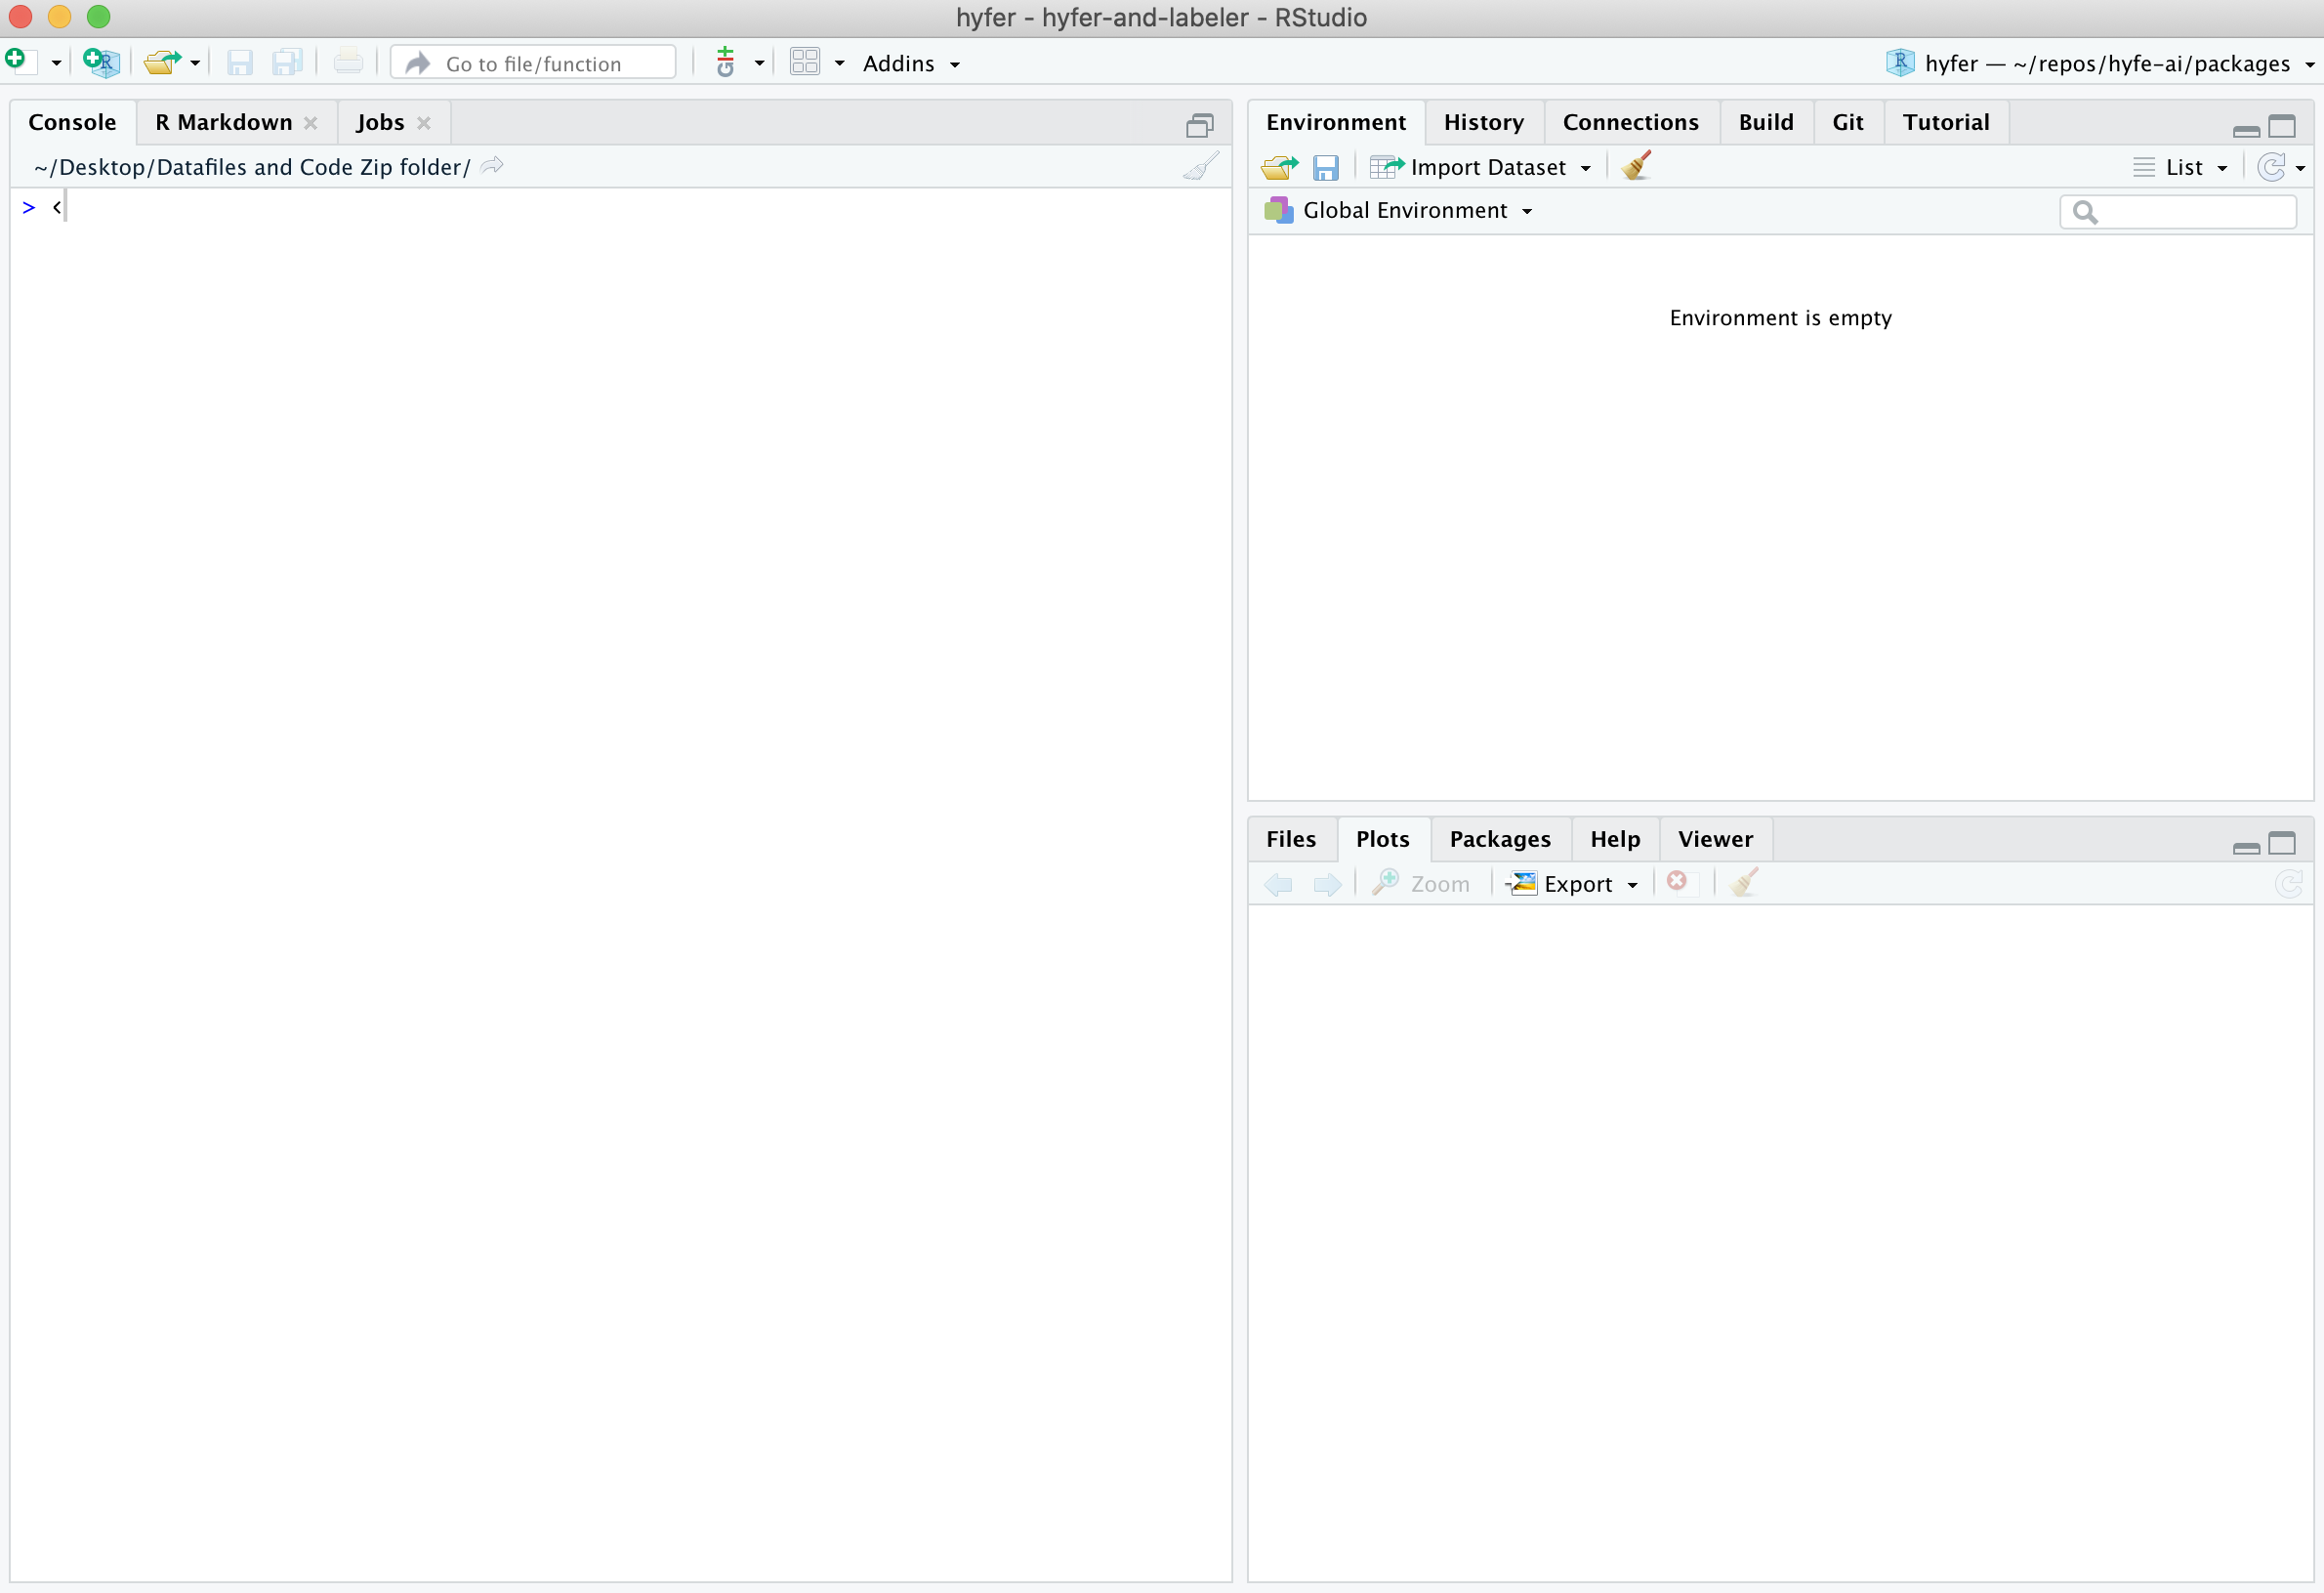 hyfer - hyfer-and-labeler - RStudio
Go to file/function
Addins
hyfer — ~/repos/hyfe-ai/packages
Console R Markdown Jobs
~/Desktop/Datafiles and Code Zip folder/
> <
Environment History Connections Build Git Tutorial
Import Dataset
List
Global Environment
Environment is empty
Files Plots Packages Help Viewer
Zoom Export